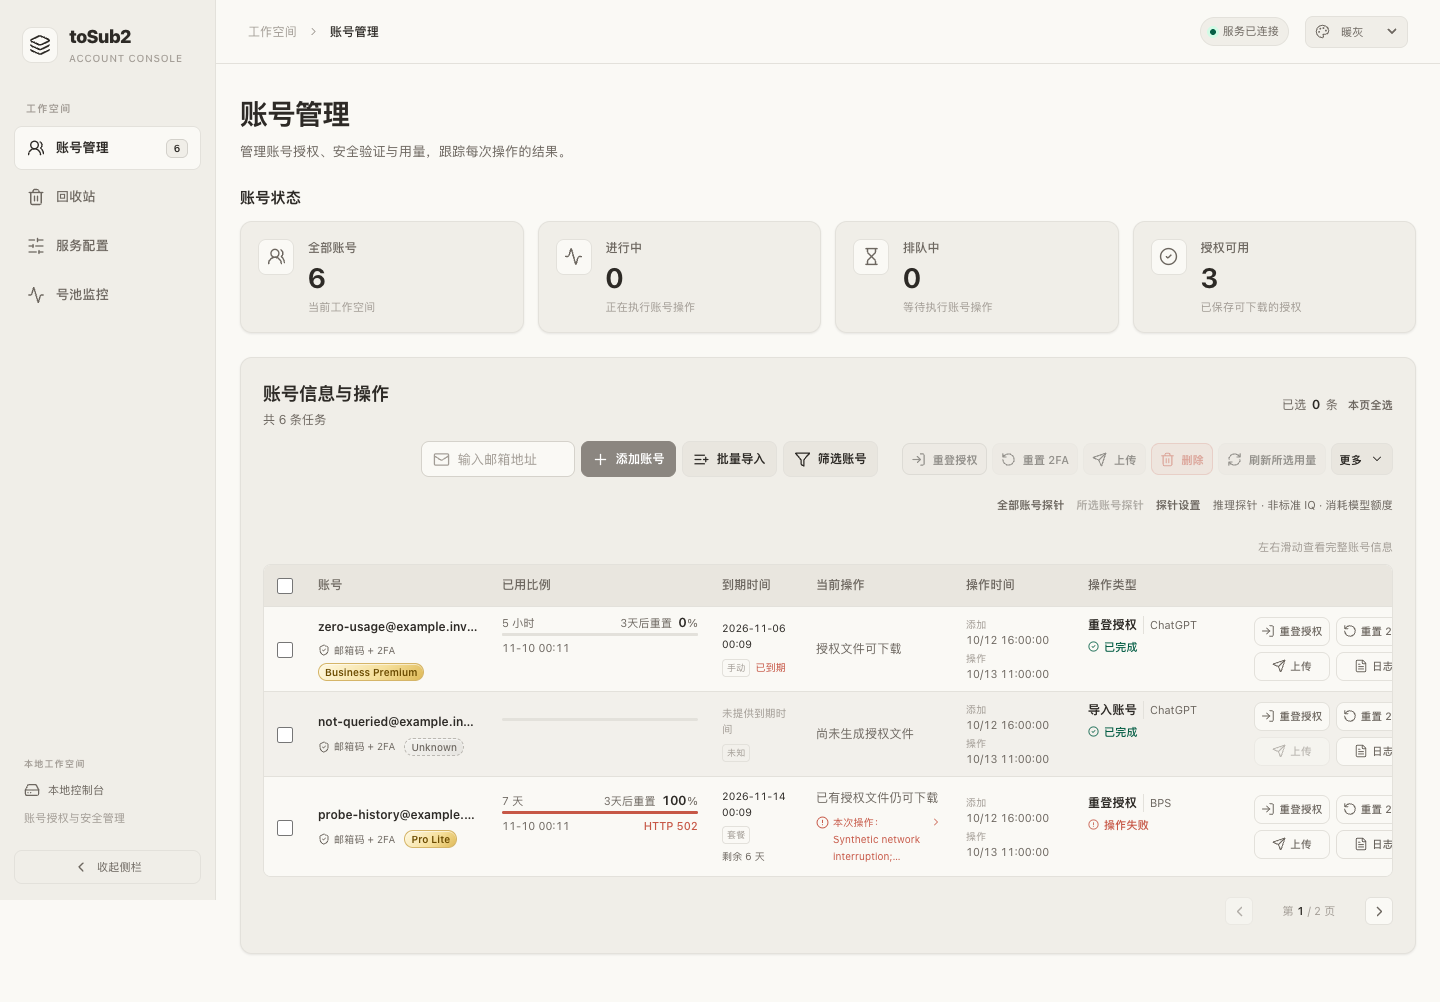 toSub2
ACCOUNT CONSOLE
工作空间
账号管理
6
回收站
服务配置
号池监控
本地工作空间
本地控制台
账号授权与安全管理
收起侧栏
工作空间
账号管理
服务已连接
暖灰
账号管理
管理账号授权、安全验证与用量，跟踪每次操作的结果。
账号状态
全部账号
6
当前工作空间
进行中
0
正在执行账号操作
排队中
0
等待执行账号操作
授权可用
3
已保存可下载的授权
账号信息与操作
共 6 条任务
已选 0 条 本页全选
输入邮箱地址
添加账号
批量导入
筛选账号
重登授权
重置 2FA
上传
删除
刷新所选用量
更多
全部账号探针 所选账号探针 探针设置 推理探针 · 非标准 IQ · 消耗模型额度
左右滑动查看完整账号信息
账号 已用比例 到期时间 当前操作 操作时间 操作类型
zero-usage@example.inv...
邮箱码 + 2FA
Business Premium
5 小时 3天后重置 0%
11-10 00:11
2026-11-06
00:09
手动 已到期
授权文件可下载
添加
10/12 16:00:00
操作
10/13 11:00:00
重登授权 ChatGPT
已完成
重登授权 重置 2
上传 日志
not-queried@example.in...
邮箱码 + 2FA Unknown
未提供到期时
间
未知
尚未生成授权文件
添加
10/12 16:00:00
操作
10/13 11:00:00
导入账号 ChatGPT
已完成
重登授权 重置 2
上传 日志
probe-history@example....
邮箱码 + 2FA Pro Lite
7 天 3天后重置 100%
11-10 00:11 HTTP 502
2026-11-14
00:09
套餐
剩余 6 天
已有授权文件仍可下载
本次操作：
Synthetic network
interruption;...
添加
10/12 16:00:00
操作
10/13 11:00:00
重登授权 BPS
操作失败
重登授权 重置 2
上传 日志
第 1 / 2 页